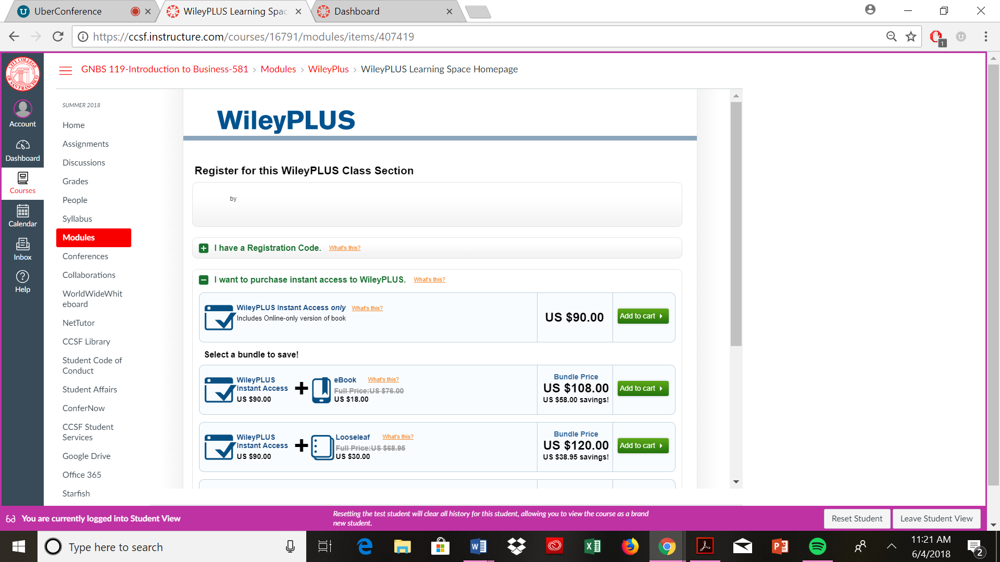 UberConference
WileyPLUS Learning Spac
Dashboard
https://ccsf.instructure.com/courses/16791/modules/items/407419
1
CITY COLLEGE OF SAN FRANCISCO
GNBS 119-Introduction to Business-581 > Modules > WileyPlus > WileyPLUS Learning Space Homepage
Account
Dashboard
Courses
Calendar
Inbox
Help
SUMMER 2018
Home
Assignments
Discussions
Grades
People
Syllabus
Modules
Conferences
Collaborations
WorldWideWhit
eboard
NetTutor
CCSF Library
Student Code of
Conduct
Student Affairs
ConferNow
CCSF Student
Services
Google Drive
Office 365
Starfish
WileyPLUS
Register for this WileyPLUS Class Section
by
I have a Registration Code. What's this?
I want to purchase instant access to WileyPLUS. What's this?
WileyPLUS Instant Access only What's this?
Includes Online-only version of book
US $90.00
Add to cart
Select a bundle to save!
WileyPLUS
Instant Access
US $90.00
+
eBook What's this?
Full Price:US $76.00
US $18.00
Bundle Price
US $108.00
US $58.00 savings!
Add to cart
WileyPLUS
Instant Access
US $90.00
+
Looseleaf What's this?
Full Price:US $68.95
US $30.00
Bundle Price
US $120.00
US $38.95 savings!
Add to cart
You are currently logged into Student View
Resetting the test student will clear all history for this student, allowing you to view the course as a brand
new student.
Reset Student
Leave Student View
Type here to search
11:21 AM
6/4/2018
2